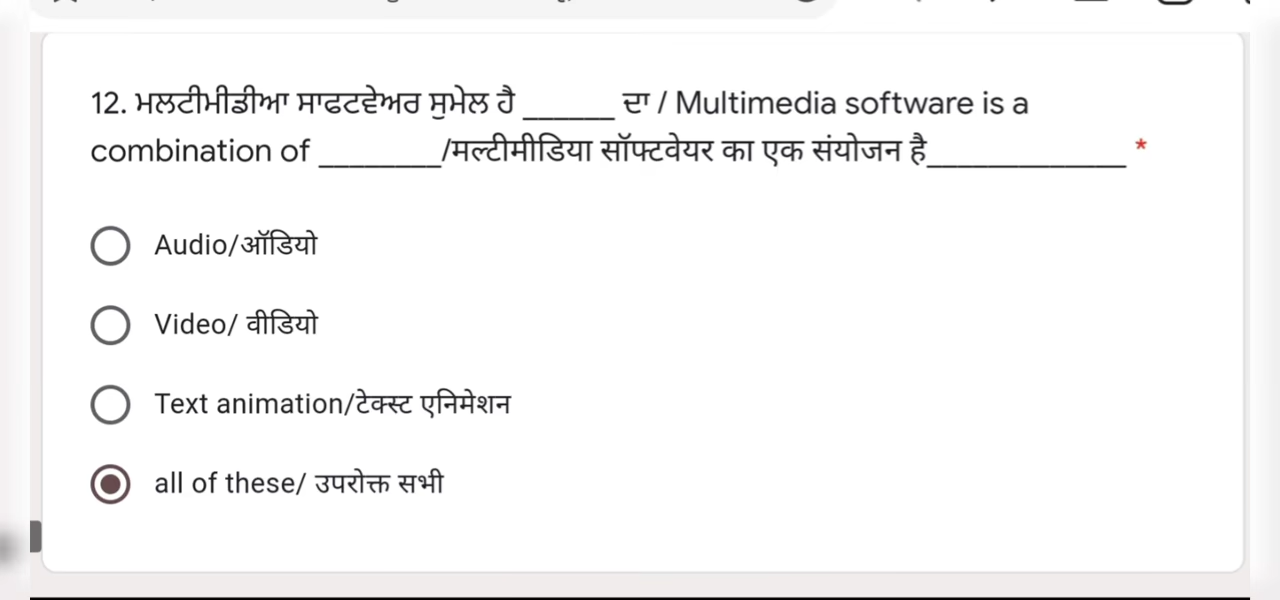 12. ਮਲਟੀਮੀਡੀਆ ਸਾਫਟਵੇਅਰ ਸੁਮੇਲ ਹੈ ______ ਦਾ / Multimedia software is a
combination of ________/मल्टीमीडिया सॉफ्टवेयर का एक संयोजन है_____________ *
Audio/ऑडियो
Video/ वीडियो
Text animation/टेक्स्ट एनिमेशन
all of these/ उपरोक्त सभी